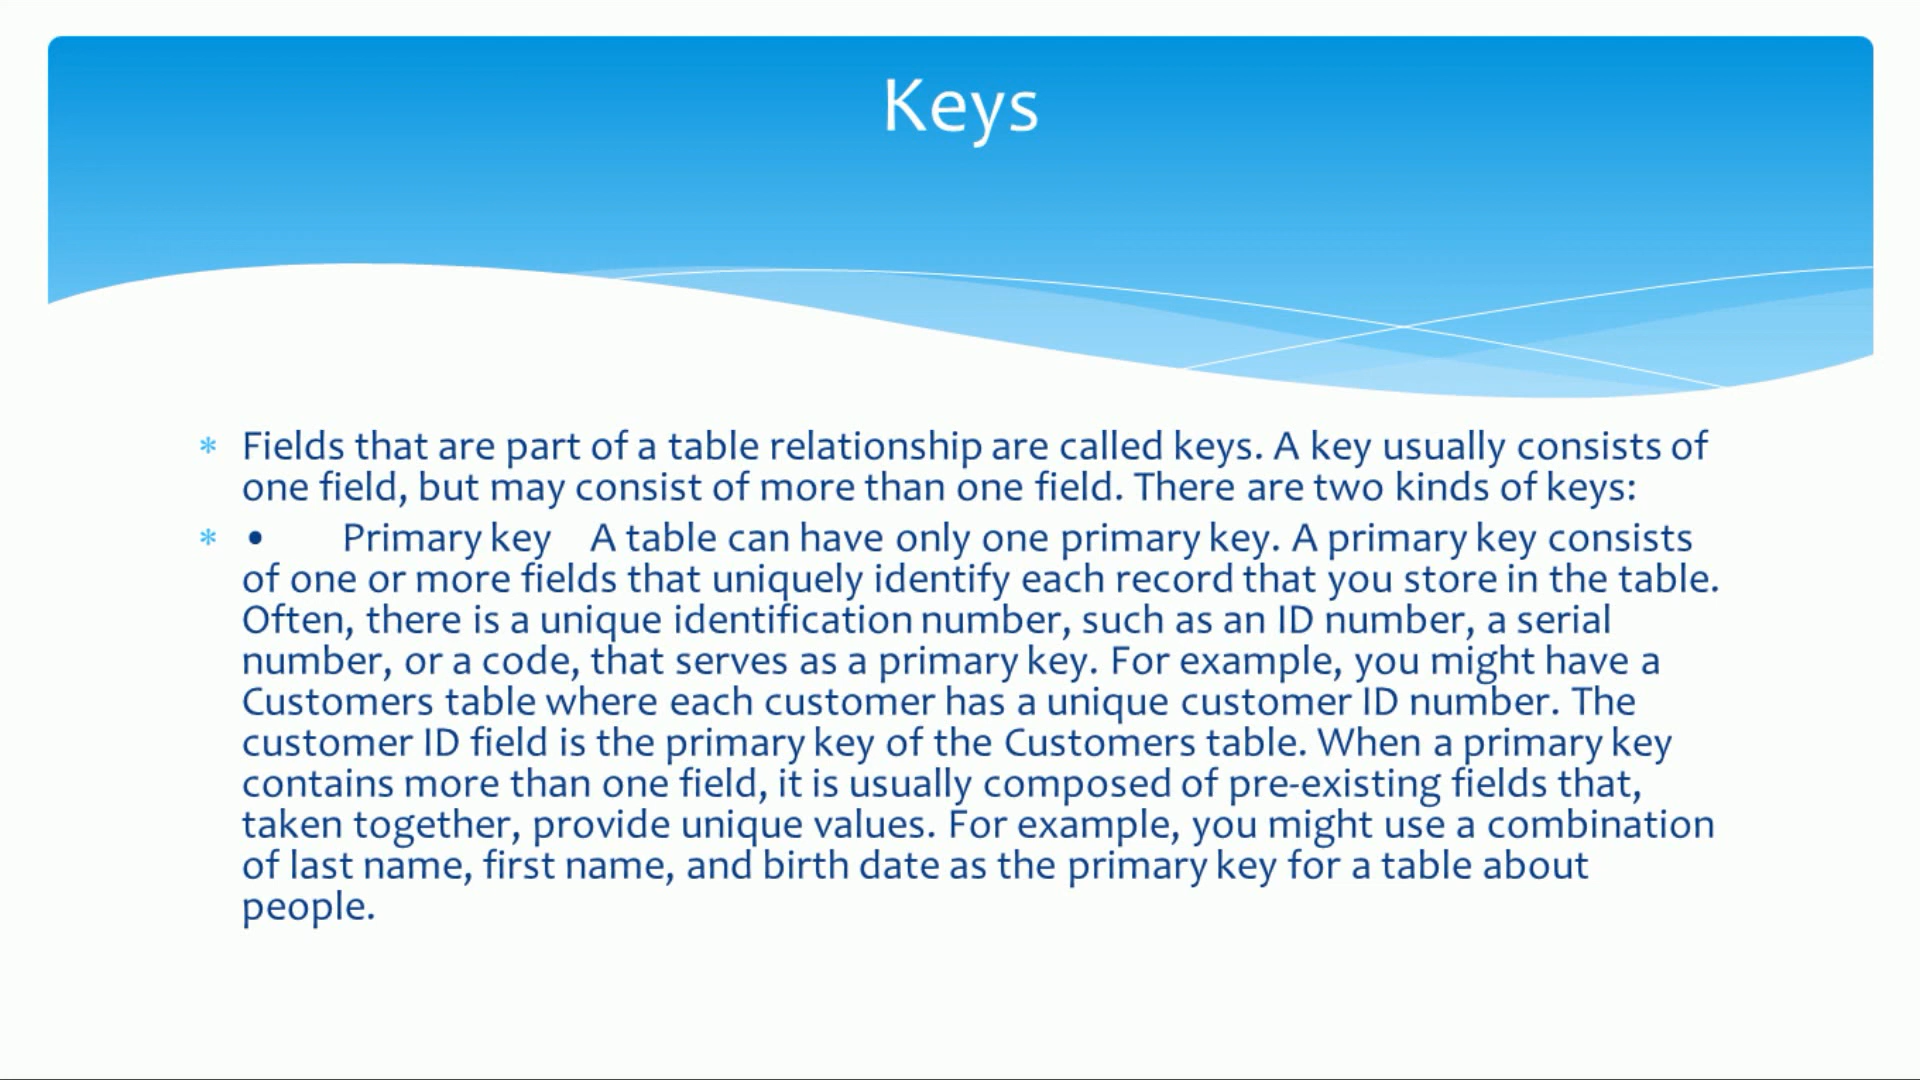 Keys
* Fields that are part of a table relationship are called keys. A key usually consists of
one field, but may consist of more than one field. There are two kinds of keys:
* • Primary key A table can have only one primary key. A primary key consists
of one or more fields that uniquely identify each record that you store in the table.
Often, there is a unique identification number, such as an ID number, a serial
number, or a code, that serves as a primary key. For example, you might have a
Customers table where each customer has a unique customer ID number. The
customer ID field is the primary key of the Customers table. When a primary key
contains more than one field, it is usually composed of pre-existing fields that,
taken together, provide unique values. For example, you might use a combination
of last name, first name, and birth date as the primary key for a table about
people.